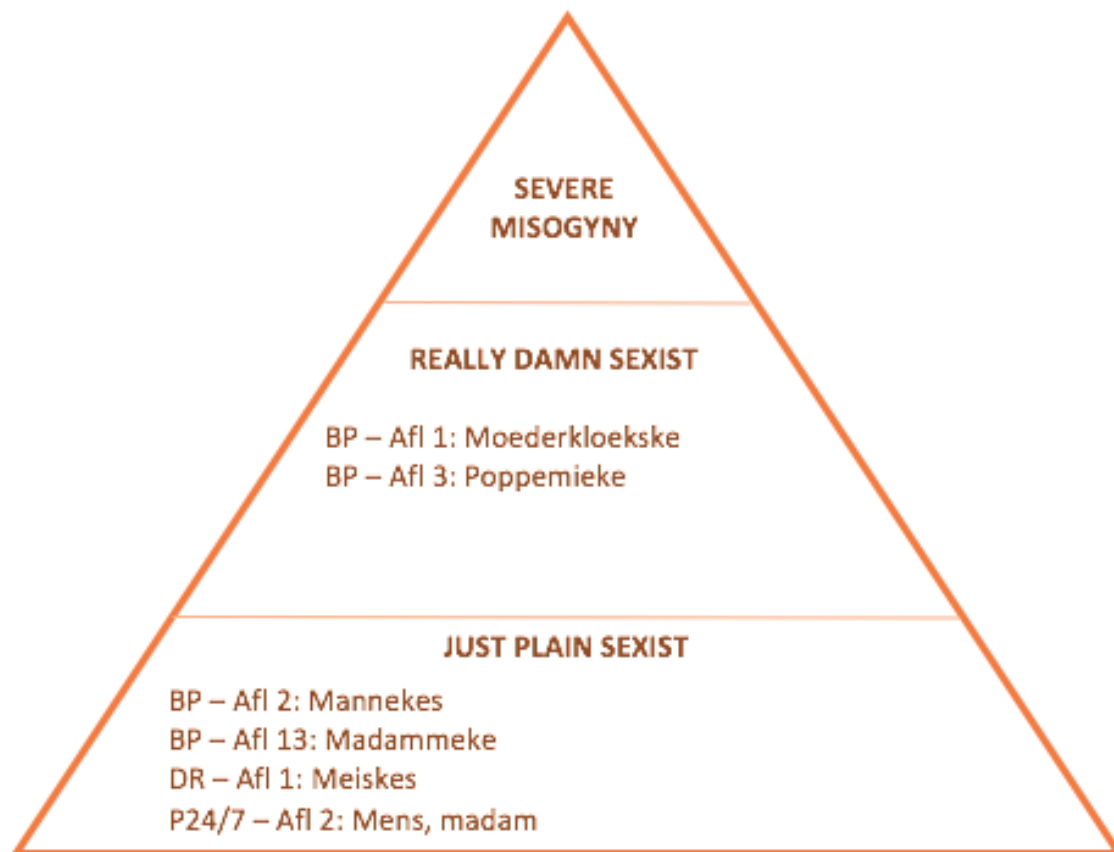 SEVERE
MISOGYNY
REALLY DAMN SEXIST
BP – Afl 1: Moederkloekske
BP – Afl 3: Poppemieke
JUST PLAIN SEXIST
BP – Afl 2: Mannekes
BP – Afl 13: Madammeke
DR – Afl 1: Meiskes
P24/7 – Afl 2: Mens, madam